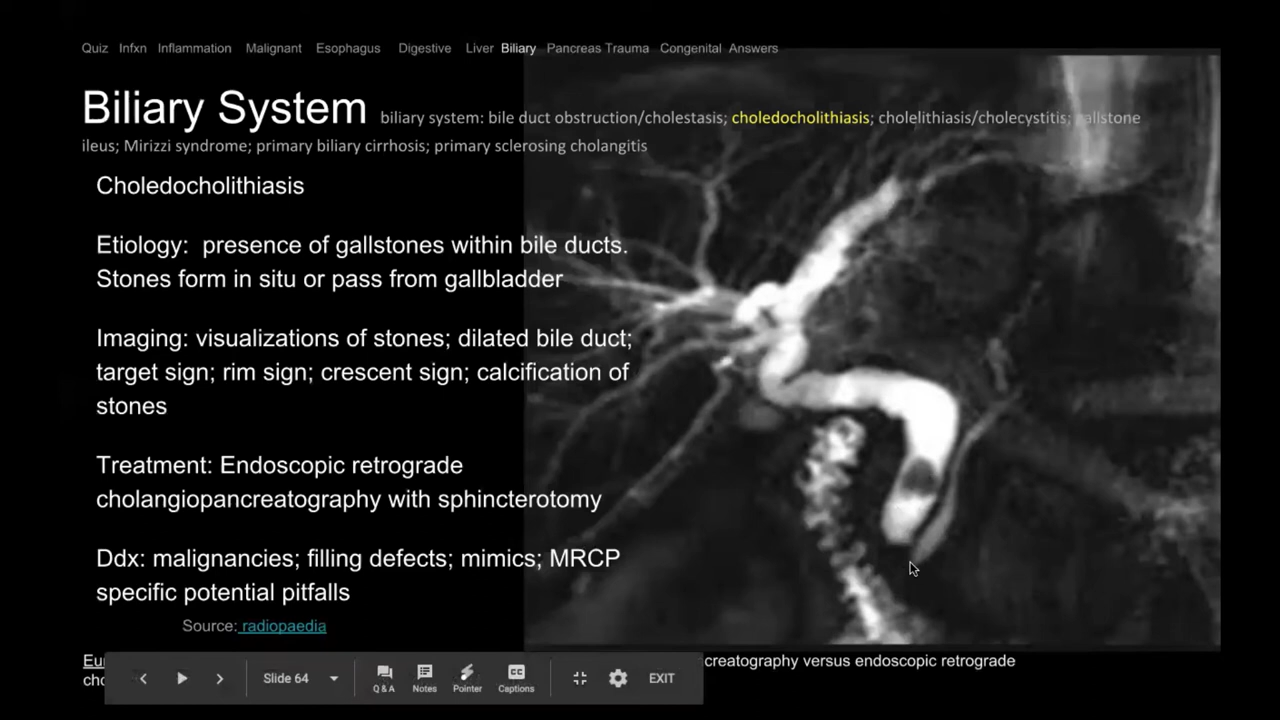 Quiz Infxn Inflammation Malignant Esophagus Digestive Liver Biliary Pancreas Trauma Congenital Answers
Biliary System biliary system: bile duct obstruction/cholestasis; choledocholithiasis; cholelithiasis/cholecystitis; gallstone
ileus; Mirizzi syndrome; primary biliary cirrhosis; primary sclerosing cholangitis
Choledocholithiasis
Etiology: presence of gallstones within bile ducts.
Stones form in situ or pass from gallbladder
Imaging: visualizations of stones; dilated bile duct;
target sign; rim sign; crescent sign; calcification of
stones
Treatment: Endoscopic retrograde
cholangiopancreatography with sphincterotomy
Ddx: malignancies; filling defects; mimics; MRCP
specific potential pitfalls
Source: radiopaedia
creatography versus endoscopic retrograde
Slide 64 Q & A Notes Pointer CC Captions EXIT